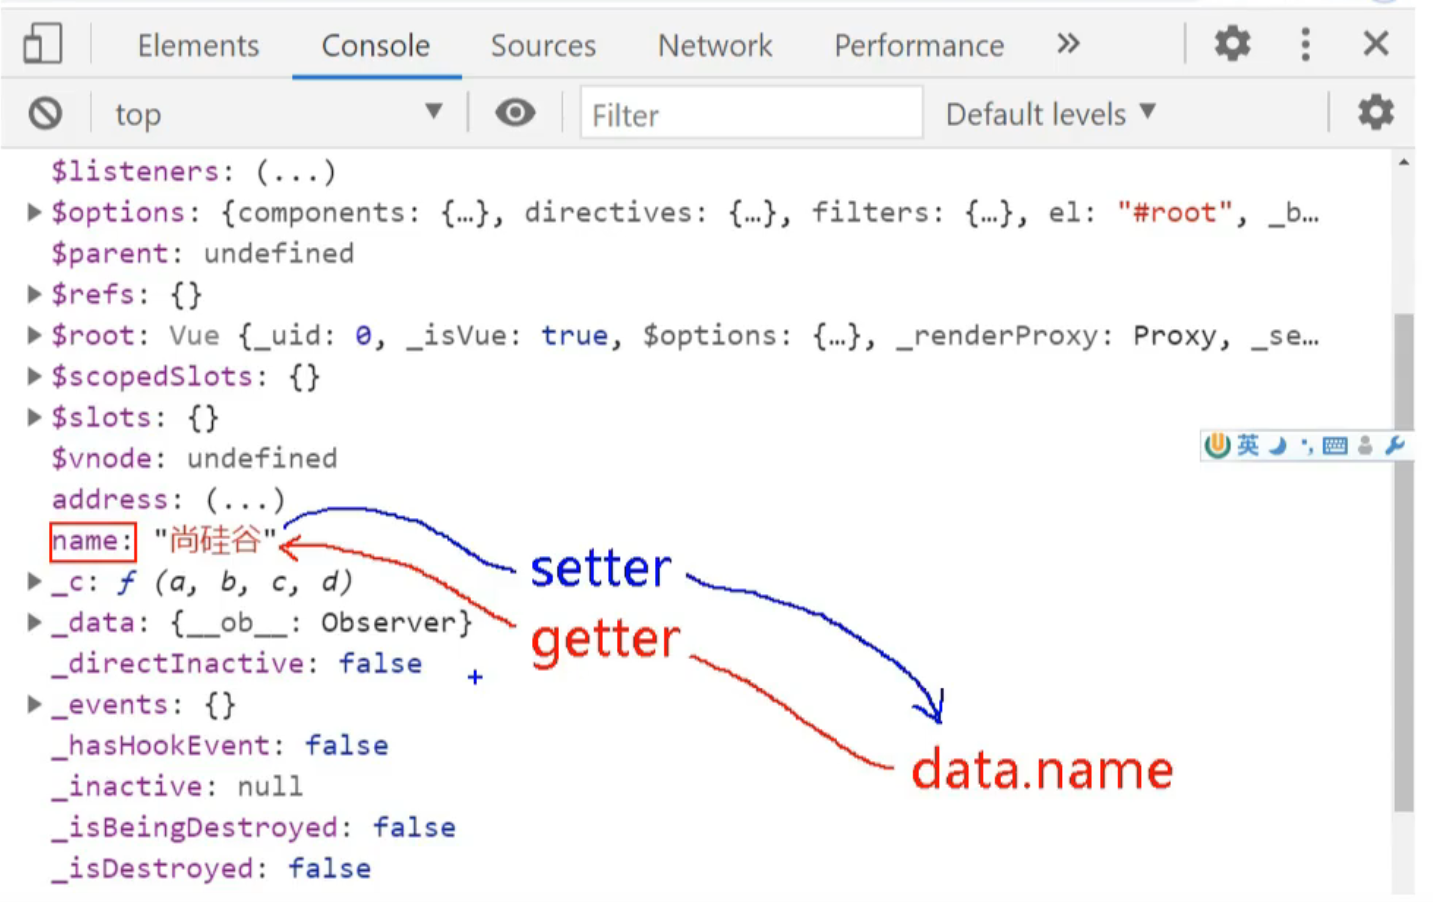 Elements Console Sources Network Performance »
top Filter Default levels
$listeners: (...)
$options: {components: {…}, directives: {…}, filters: {…}, el: "#root", _b…
$parent: undefined
$refs: {}
$root: Vue {_uid: 0, _isVue: true, $options: {…}, _renderProxy: Proxy, _se…
$scopedSlots: {}
$slots: {}
$vnode: undefined
英
address: (...)
name: "尚硅谷"
setter
_c: ƒ (a, b, c, d)
_data: {__ob__: Observer}
getter
_directInactive: false
_events: {}
_hasHookEvent: false
data.name
_inactive: null
_isBeingDestroyed: false
_isDestroyed: false